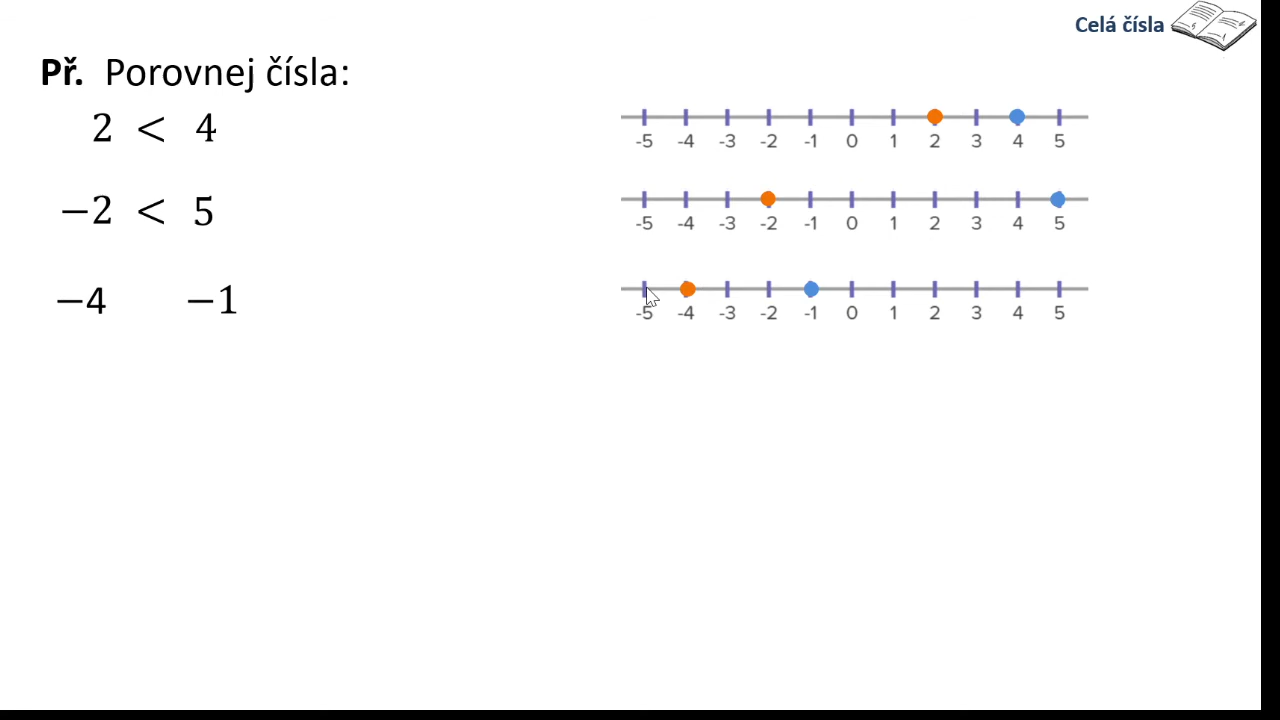 Celá čísla
Př. Porovnej čísla:
2 < 4
-5 -4 -3 -2 -1 0 1 2 3 4 5
−2 < 5
-5 -4 -3 -2 -1 0 1 2 3 4 5
−4 −1
-5 -4 -3 -2 -1 0 1 2 3 4 5